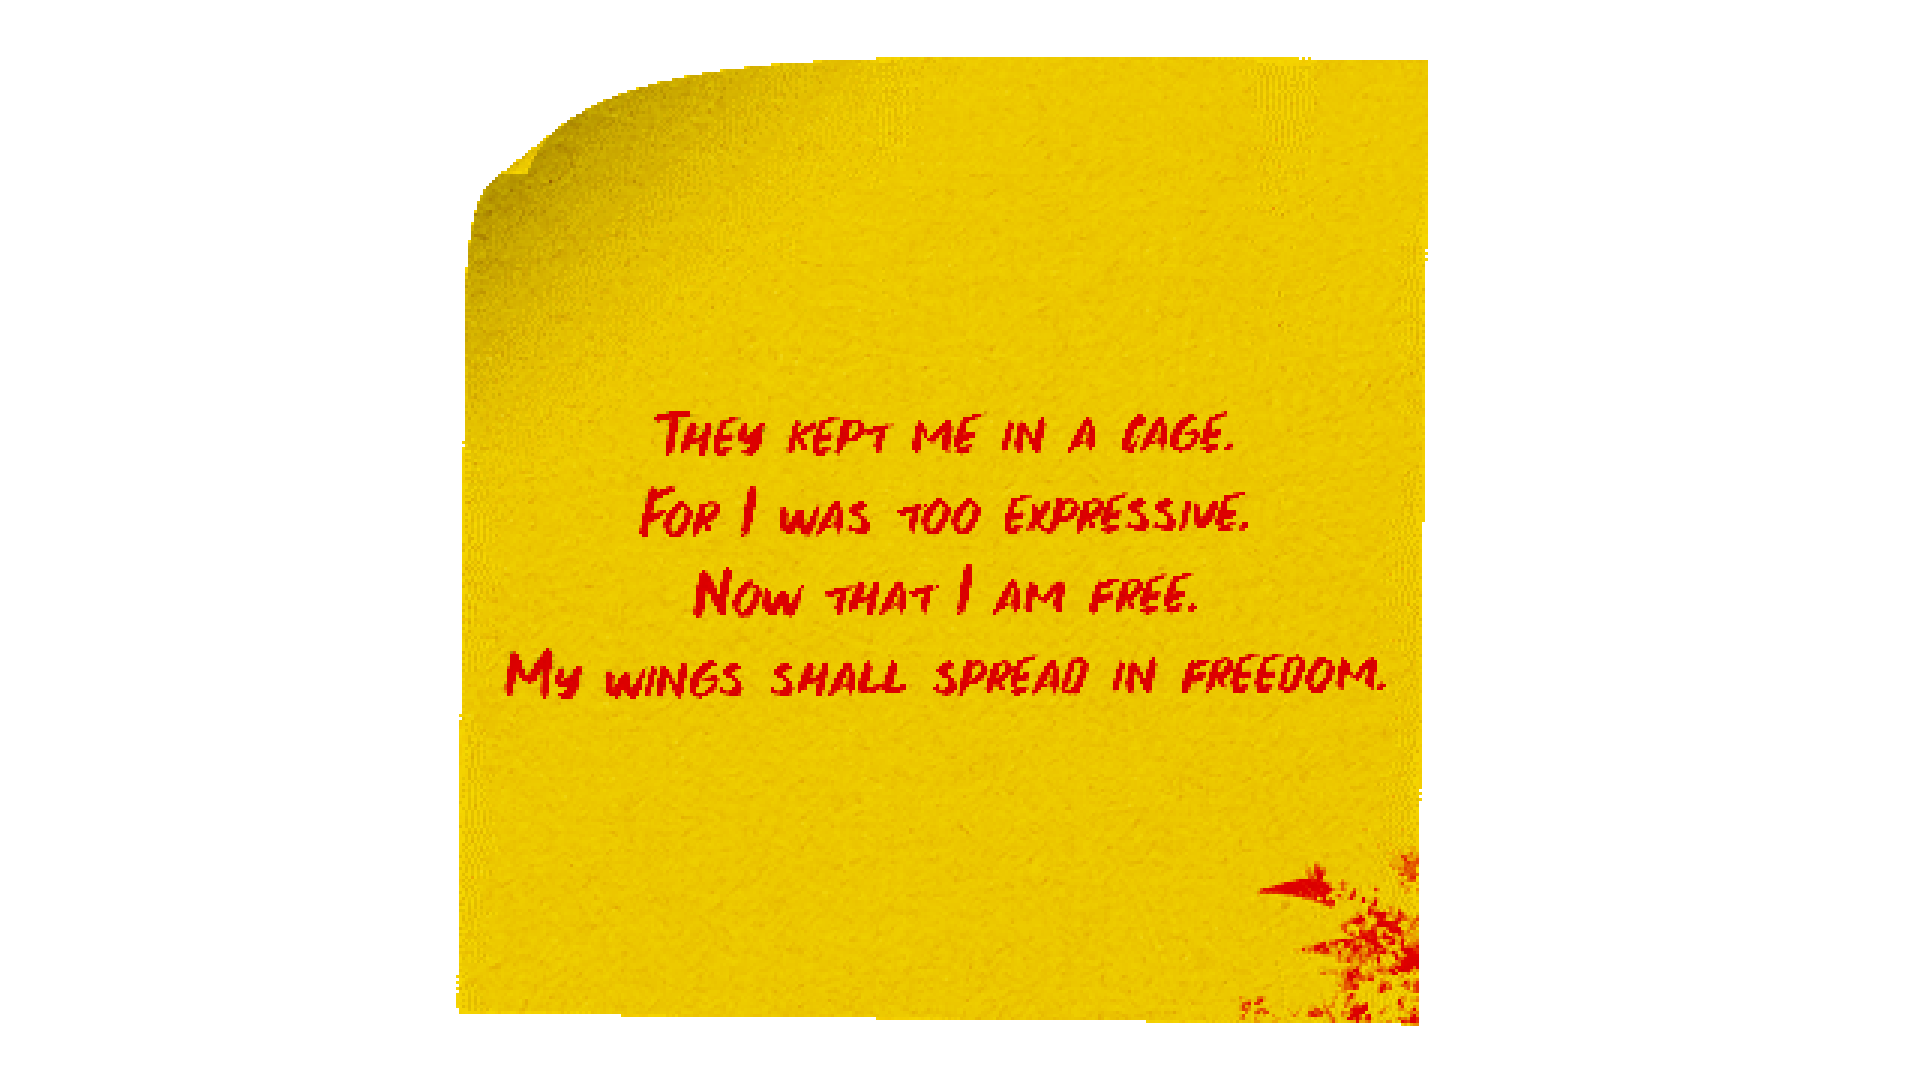 They kept me in a cage.
For I was too expressive.
Now that I am free.
My wings shall spread in freedom.